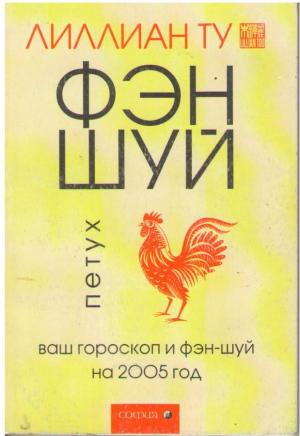 ЛИЛЛИАН ТУ
ФЭН
ШУЙ
петух
ваш гороскоп и фэн-шуй
на 2005 год
СОФИЯ